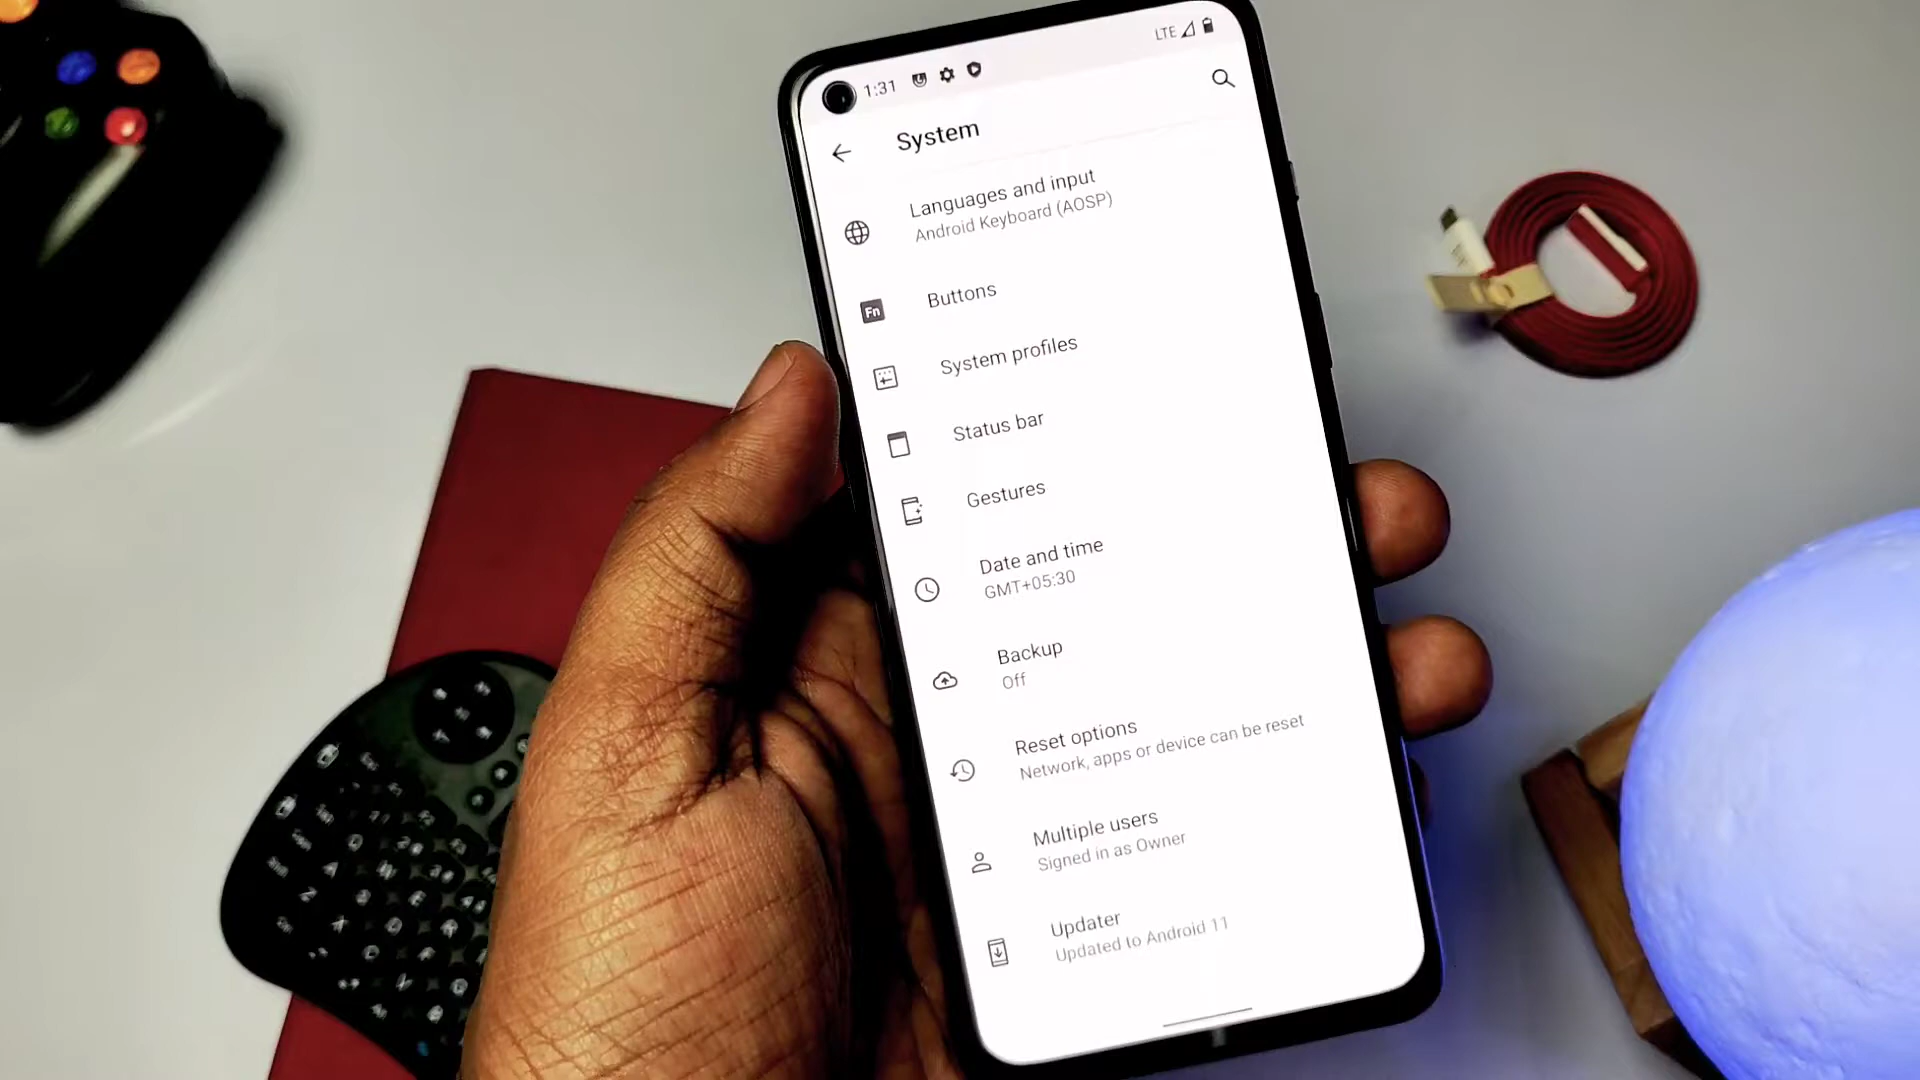 1:31
LTE
System
Languages and input
Android Keyboard (AOSP)
Fn
Buttons
System profiles
Status bar
Gestures
Date and time
GMT+05:30
Backup
Off
Reset options
Network, apps or device can be reset
Multiple users
Signed in as Owner
Updater
Updated to Android 11